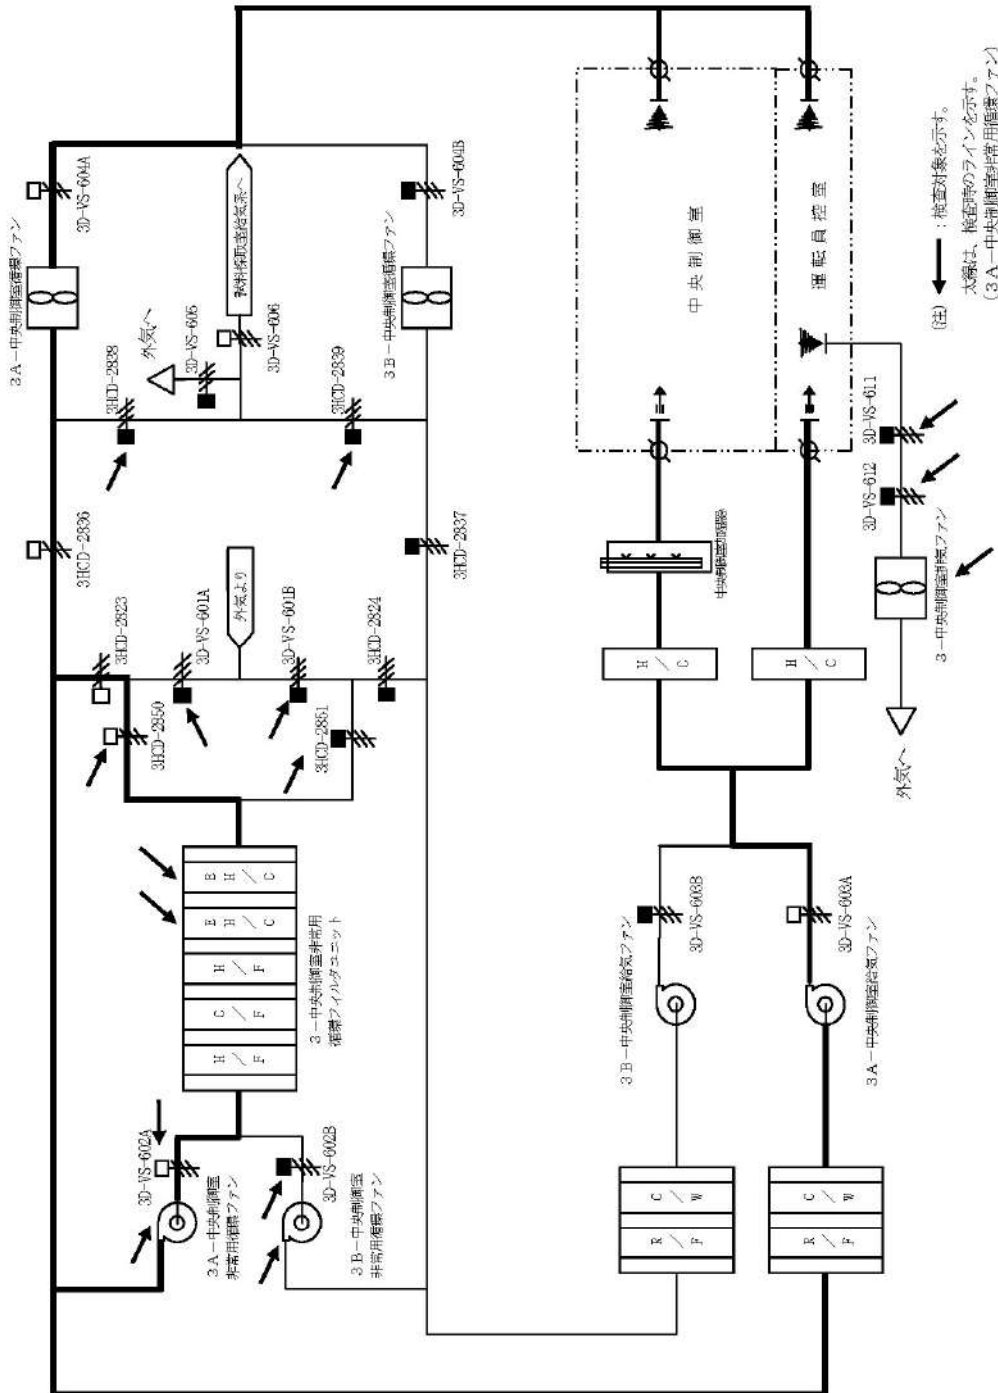 3A-中央制御室循環ファン
3D-VS-604A
3HCD-2836
3HCD-2838
外気へ
3D-VS-605
3D-VS-606
試料採取室給気系へ
3HCD-2839
3D-VS-604B
3B-中央制御室循環ファン
3HCD-2837
3HCD-2823
3D-VS-601A
外気より
3D-VS-601B
3HCD-2824
3HCD-2850
3HCD-2851
H/F
C/F
H/F
EH/C
EH/C
3-中央制御室非常用
循環フィルタユニット
3D-VS-602A
3A-中央制御室
非常用循環ファン
3D-VS-602B
3B-中央制御室
非常用循環ファン
中央制御室
運転員控室
中央制御室加湿器
H/C
H/C
3D-VS-611
3D-VS-612
3-中央制御室排気ファン
外気へ
3D-VS-603B
3B-中央制御室給気ファン
3D-VS-603A
3A-中央制御室給気ファン
R/F
C/W
R/F
C/W
(注)
:検査対象を示す。
太線は、検査時のラインを示す。
(3A-中央制御室非常用循環ファン)